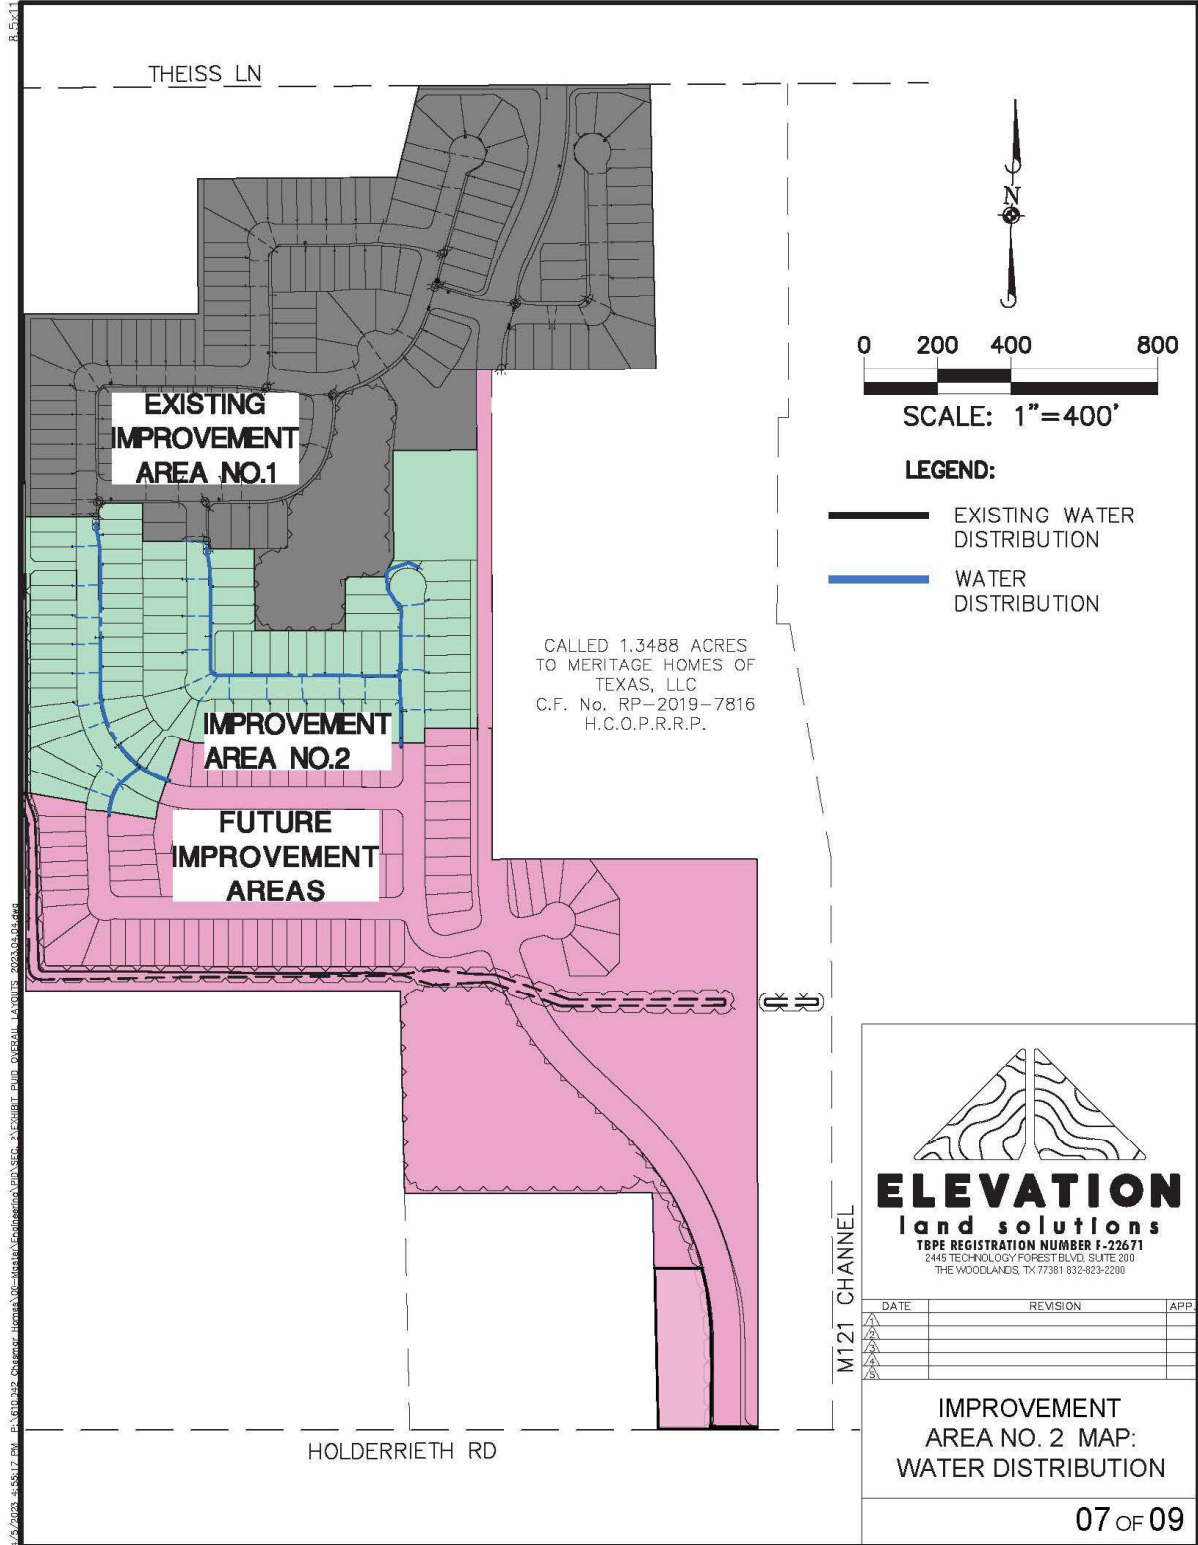 8.5x11
THEISS LN
N
0 200 400 800
SCALE: 1"=400'
LEGEND:
EXISTING WATER
DISTRIBUTION
WATER
DISTRIBUTION
EXISTING
IMPROVEMENT
AREA NO.1
CALLED 1.3488 ACRES
TO MERITAGE HOMES OF
TEXAS, LLC
C.F. No. RP-2019-7816
H.C.O.P.R.R.P.
IMPROVEMENT
AREA NO.2
FUTURE
IMPROVEMENT
AREAS
M121 CHANNEL
HOLDERRIETH RD
ELEVATION
land solutions
TBPE REGISTRATION NUMBER F-22671
2445 TECHNOLOGY FOREST BLVD, SUITE 200
THE WOODLANDS, TX 77381 832-823-2200
DATE REVISION APP.
1
2
3
4
5
IMPROVEMENT
AREA NO. 2 MAP:
WATER DISTRIBUTION
07 OF 09